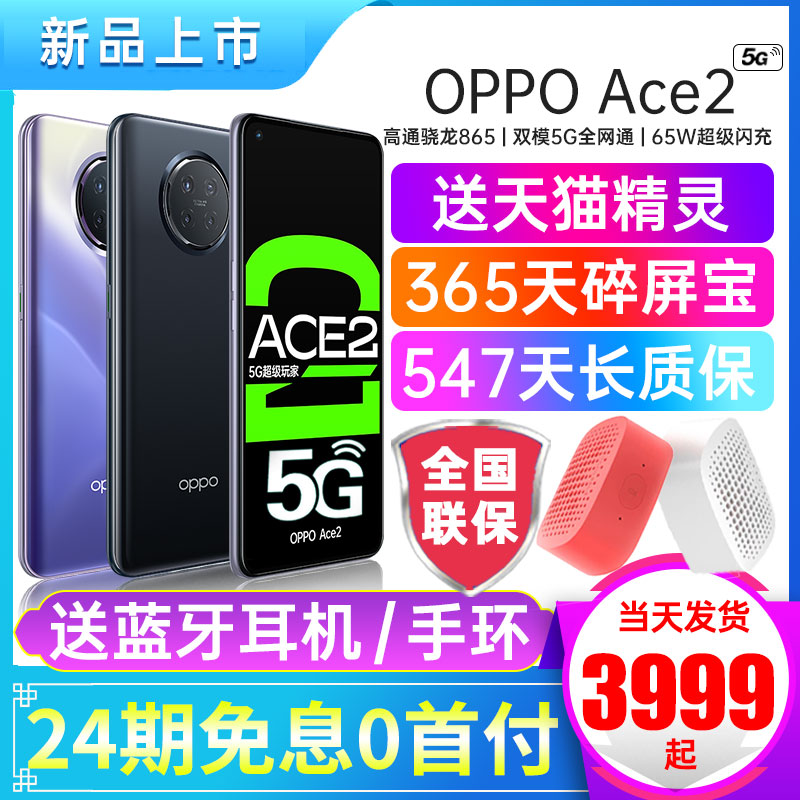 新品上市
5G
OPPO Ace2
高通骁龙865 | 双模5G全网通 | 65W超级闪充
送天猫精灵
365天碎屏宝
547天长质保
ACE2
5G超级玩家
5G
OPPO Ace2
oppo
op
全国
联保
送蓝牙耳机/手环
当天发货
3999
起
24期免息0首付